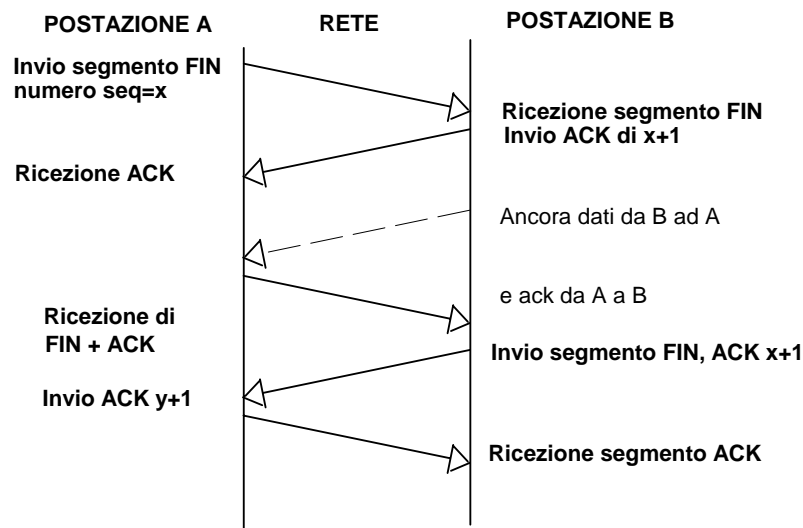 POSTAZIONE A
RETE
POSTAZIONE B
Invio segmento FIN
numero seq=x
Ricezione segmento FIN
Invio ACK di x+1
Ricezione ACK
Ancora dati da B ad A
e ack da A a B
Ricezione di
FIN + ACK
Invio segmento FIN, ACK x+1
Invio ACK y+1
Ricezione segmento ACK